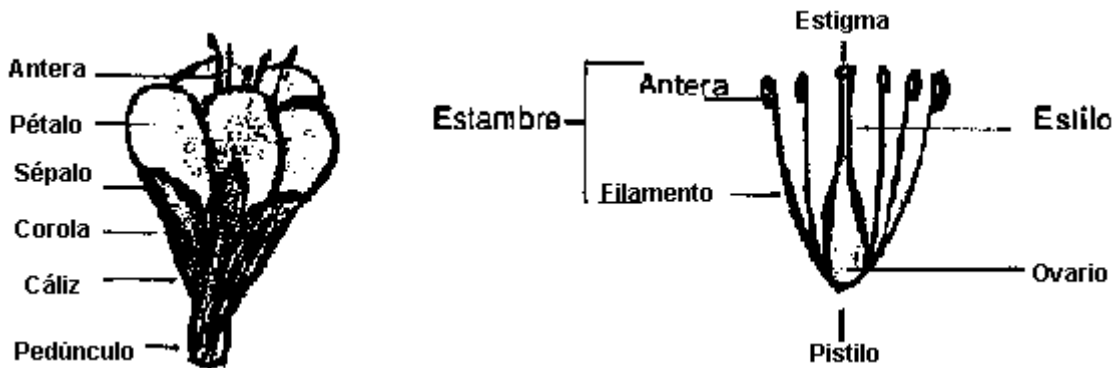 Antera
Pétalo
Sépalo
Corola
Cáliz
Pedúnculo
Estigma
Antera
Estambre
Estilo
Filamento
Ovario
Pistilo